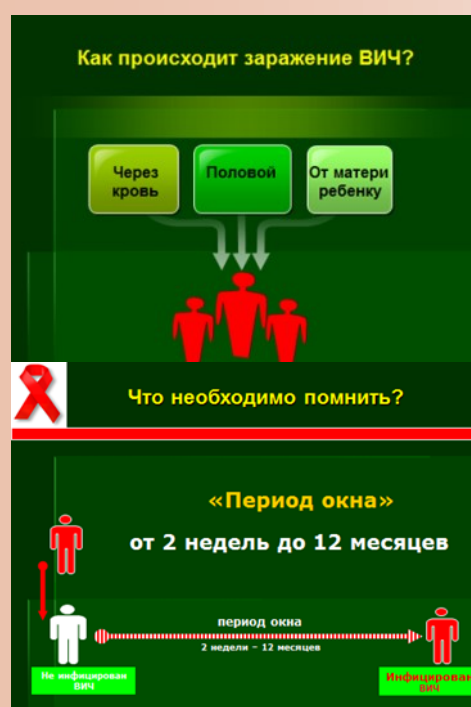 Как происходит заражение ВИЧ?
Через
кровь
Половой
От матери
ребенку
Что необходимо помнить?
«Период окна»
от 2 недель до 12 месяцев
период окна
2 недели – 12 месяцев
Не инфицирован
ВИЧ
Инфицирован
ВИЧ